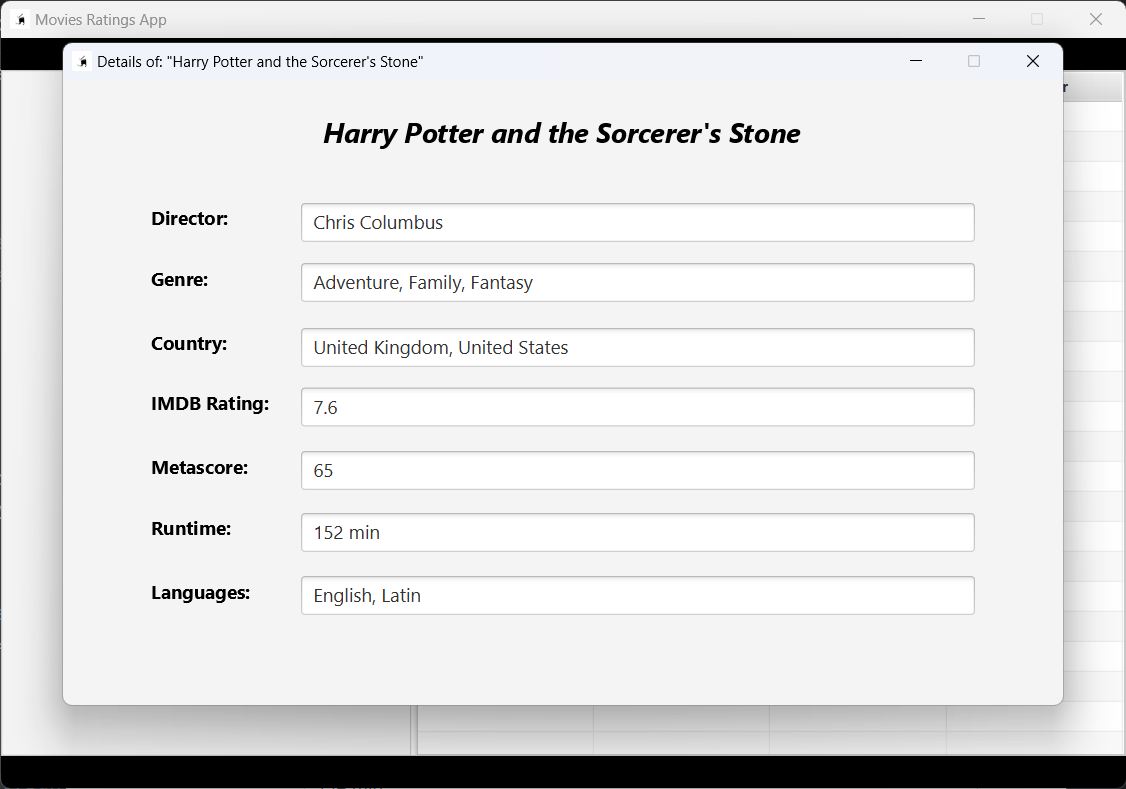 Movies Ratings App
Details of: "Harry Potter and the Sorcerer's Stone"
Harry Potter and the Sorcerer's Stone
Director: Chris Columbus
Genre: Adventure, Family, Fantasy
Country: United Kingdom, United States
IMDB Rating: 7.6
Metascore: 65
Runtime: 152 min
Languages: English, Latin